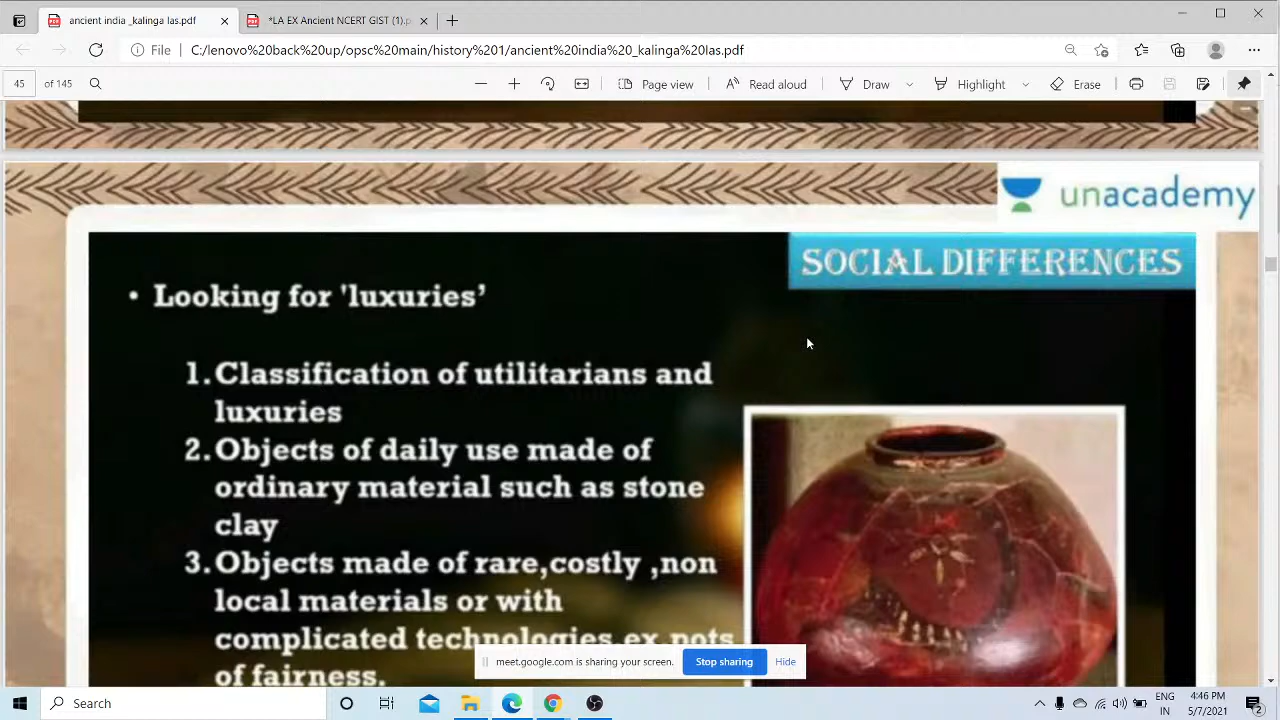 ancient india _kalinga las.pdf
*LA EX Ancient NCERT GIST (1).p
File
C:/lenovo%20back%20up/opsc%20main/history%201/ancient%20india%20_kalinga%20las.pdf
45 of 145
Page view
Read aloud
Draw
Highlight
Erase
unacademy
SOCIAL DIFFERENCES
• Looking for 'luxuries’
1. Classification of utilitarians and
luxuries
2. Objects of daily use made of
ordinary material such as stone
clay
3. Objects made of rare,costly ,non
local materials or with
complicated technologies.ex.pots
of fairness.
meet.google.com is sharing your screen.
Stop sharing
Hide
Search
ENG
IN
4:46 PM
5/7/2021
2